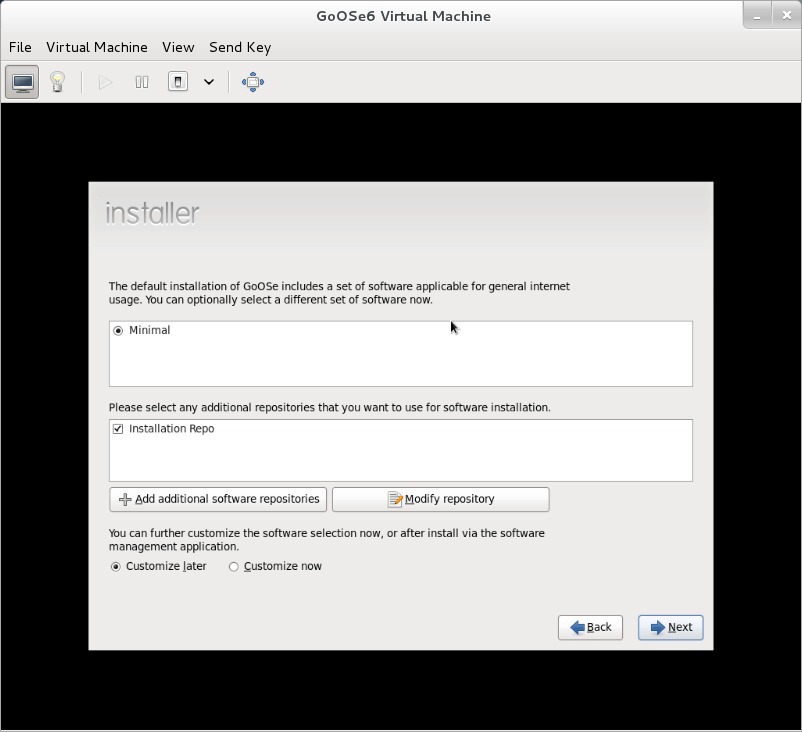 GoOSe6 Virtual Machine
File Virtual Machine View Send Key
installer
The default installation of GoOSe includes a set of software applicable for general internet
usage. You can optionally select a different set of software now.
Minimal
Please select any additional repositories that you want to use for software installation.
Installation Repo
Add additional software repositories Modify repository
You can further customize the software selection now, or after install via the software
management application.
Customize later Customize now
Back Next